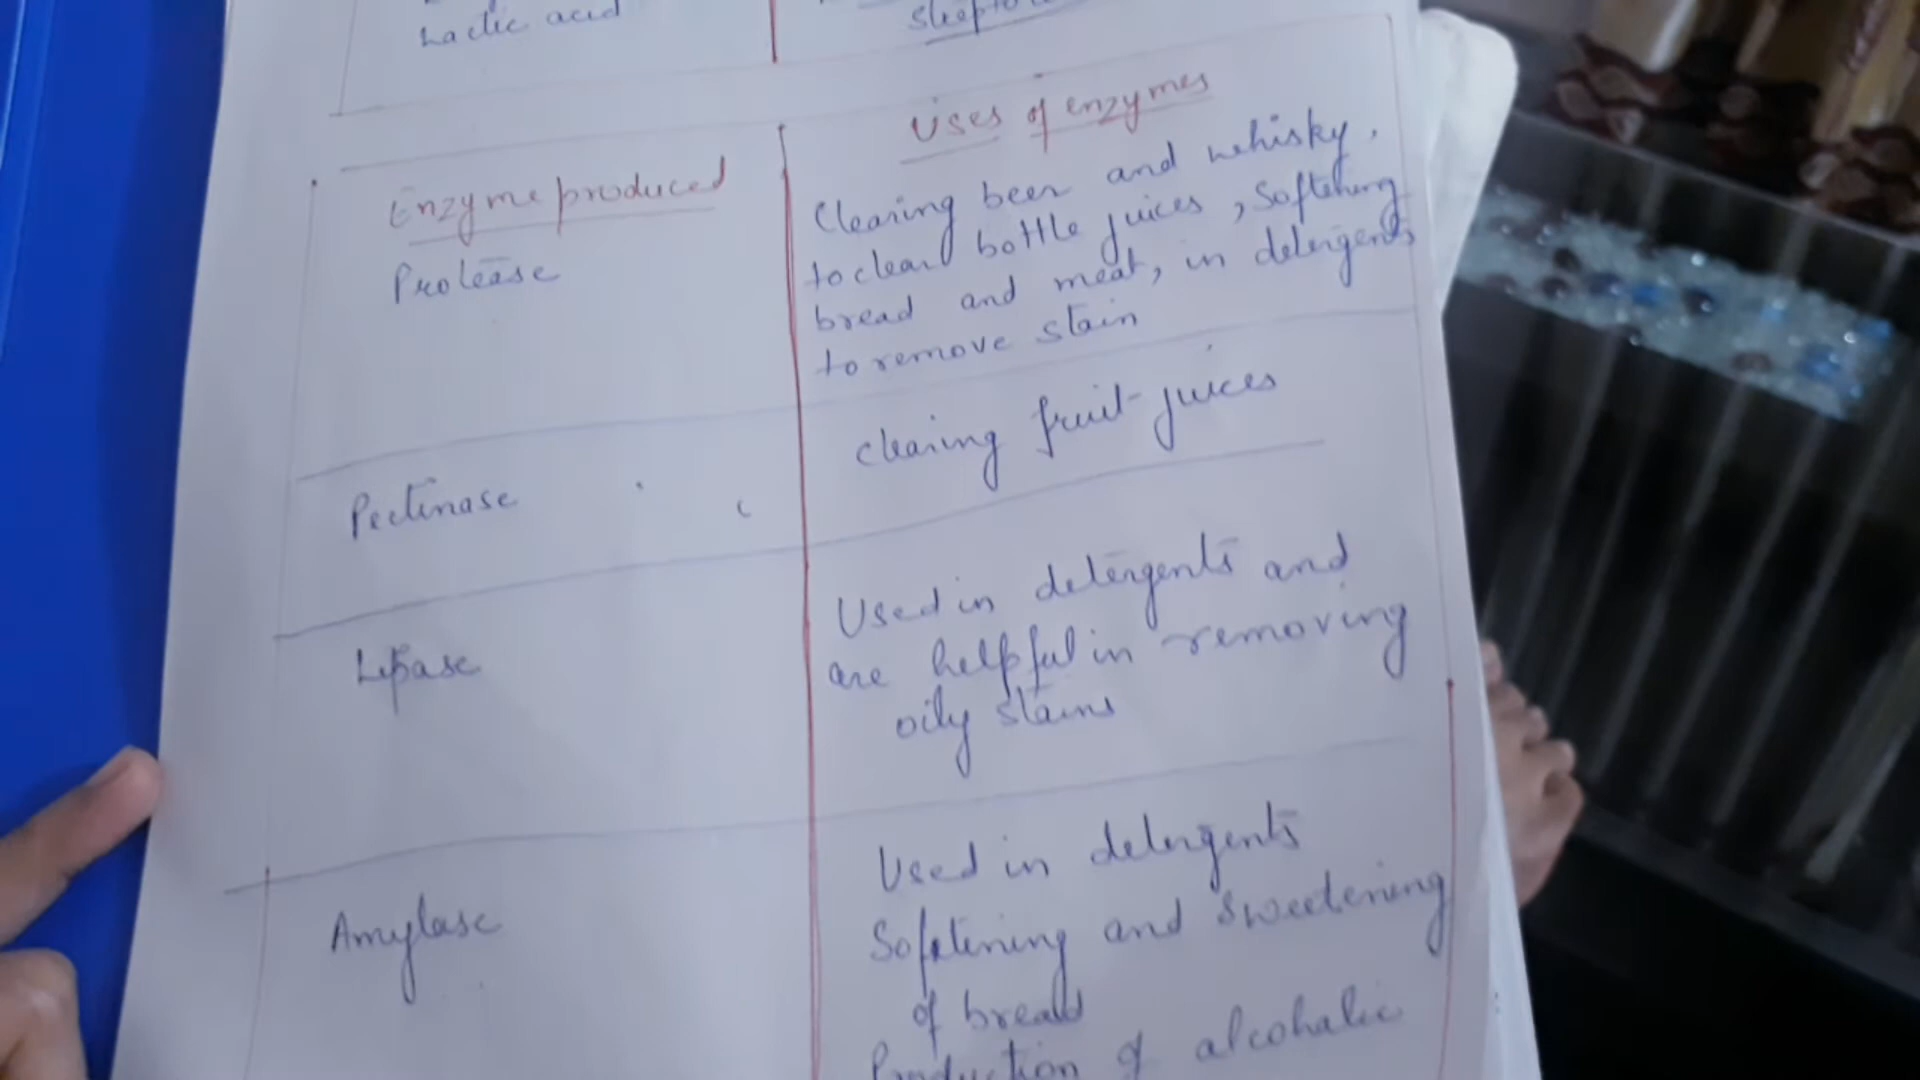 Lactic acid
Enzyme produced
Uses of enzymes
Protease
Clearing beer and whisky,
to clear bottle juices, Softening
bread and meat, in detergents
to remove stain
Pectinase
clearing fruit juices
Lipase
Used in detergents and
are helpful in removing
oily stains
Amylase
Used in detergents
Softening and sweetening
of bread
Production of alcoholic